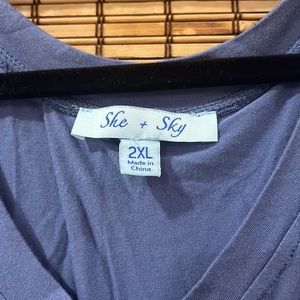 She + Sky
2XL
Made in
China